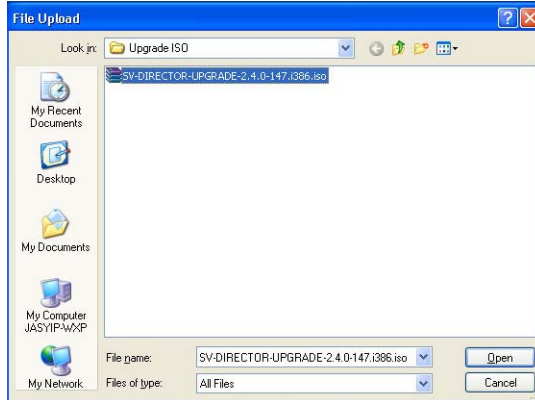 File Upload
Look in: Upgrade ISO
SV-DIRECTOR-UPGRADE-2.4.0-147.i386.iso
My Recent
Documents
Desktop
My Documents
My Computer
JASYIP-WXP
My Network
File name: SV-DIRECTOR-UPGRADE-2.4.0-147.i386.iso Open
Files of type: All Files Cancel